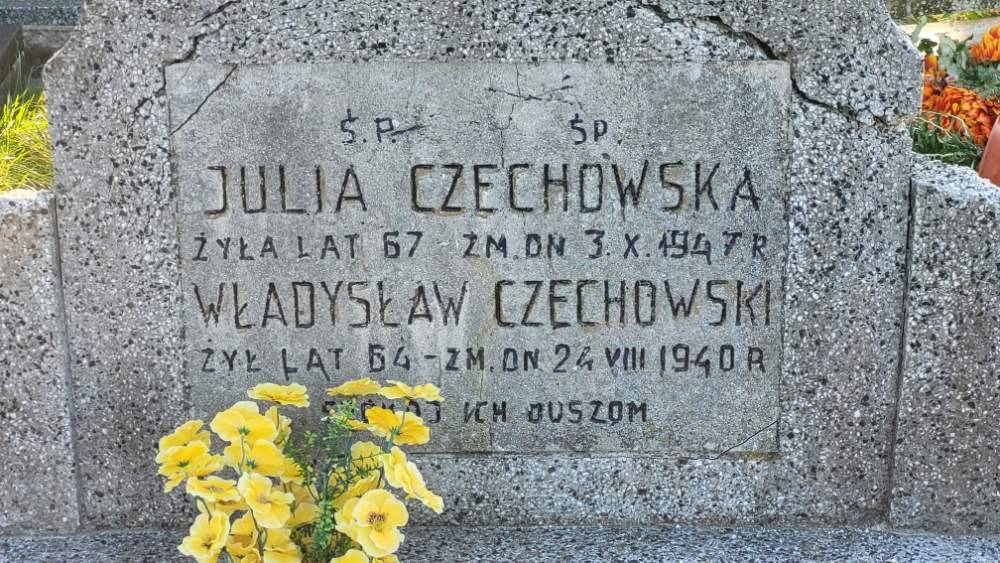 Ś.P. ŚP.
JULIA CZECHOWSKA
ŻYŁA LAT 67 ZM. DN 3. X. 1947 R
WŁADYSŁAW CZECHOWSKI
ŻYŁ LAT 64 - ZM. DN 24 VIII 1940 R
ICH DUSZOM